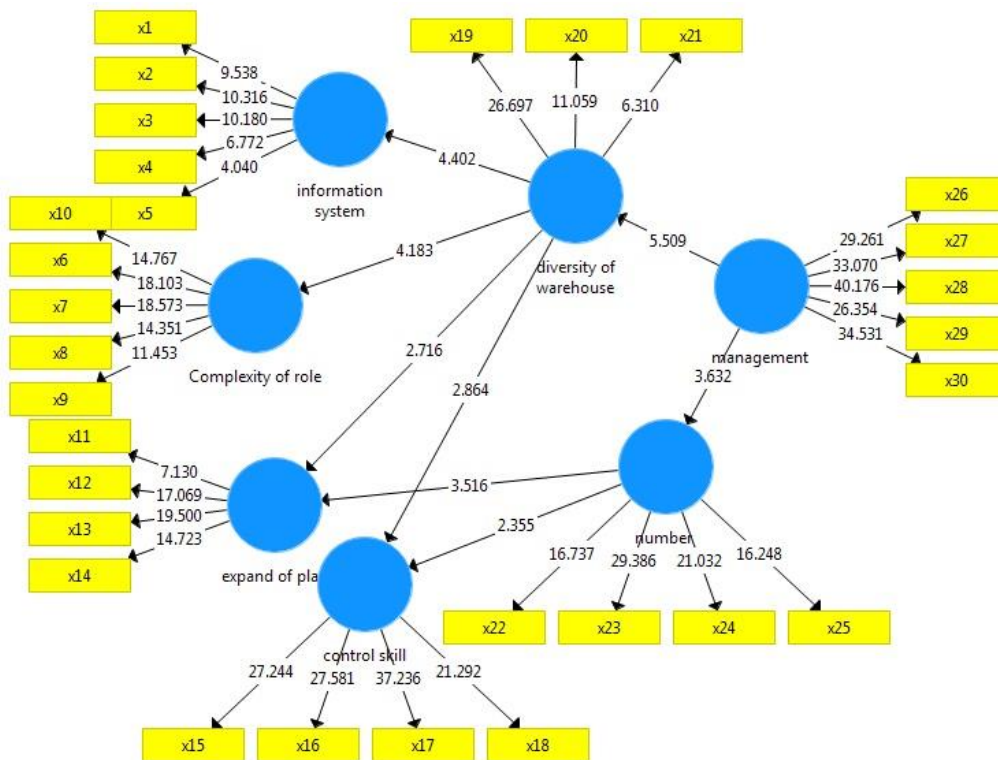 x1
x2
x3
x4
x5
9.538
10.316
10.180
6.772
4.040
information
system
x19
x20
x21
26.697
11.059
6.310
4.402
diversity of
warehouse
x10
x6
x7
x8
x9
14.767
18.103
18.573
14.351
11.453
Complexity of role
4.183
5.509
x26
x27
x28
x29
x30
29.261
33.070
40.176
26.354
34.531
management
2.716
2.864
3.632
x11
x12
x13
x14
7.130
17.069
19.500
14.723
expand of pla
3.516
2.355
number
16.737
29.386
21.032
16.248
x22
x23
x24
x25
control skill
27.244
27.581
37.236
21.292
x15
x16
x17
x18